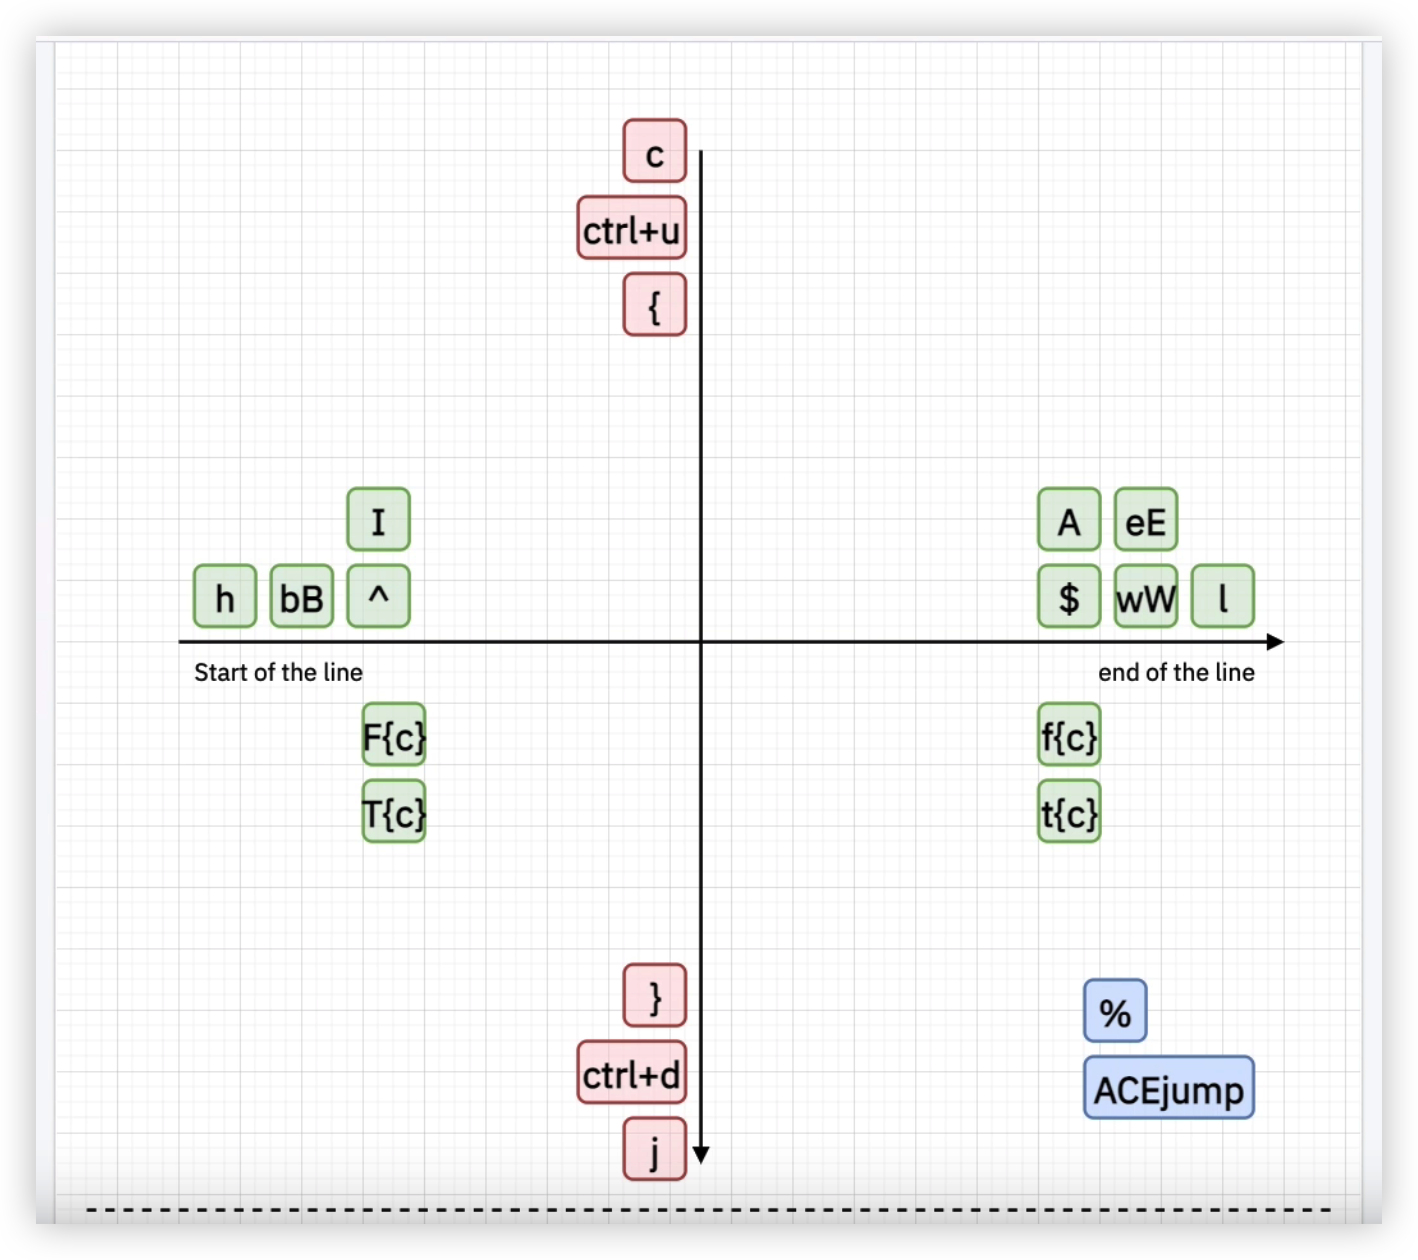 c
ctrl+u
{
I
A eE
h bB ^
$ wW l
Start of the line
end of the line
F{c}
f{c}
T{c}
t{c}
}
%
ctrl+d
ACEjump
j